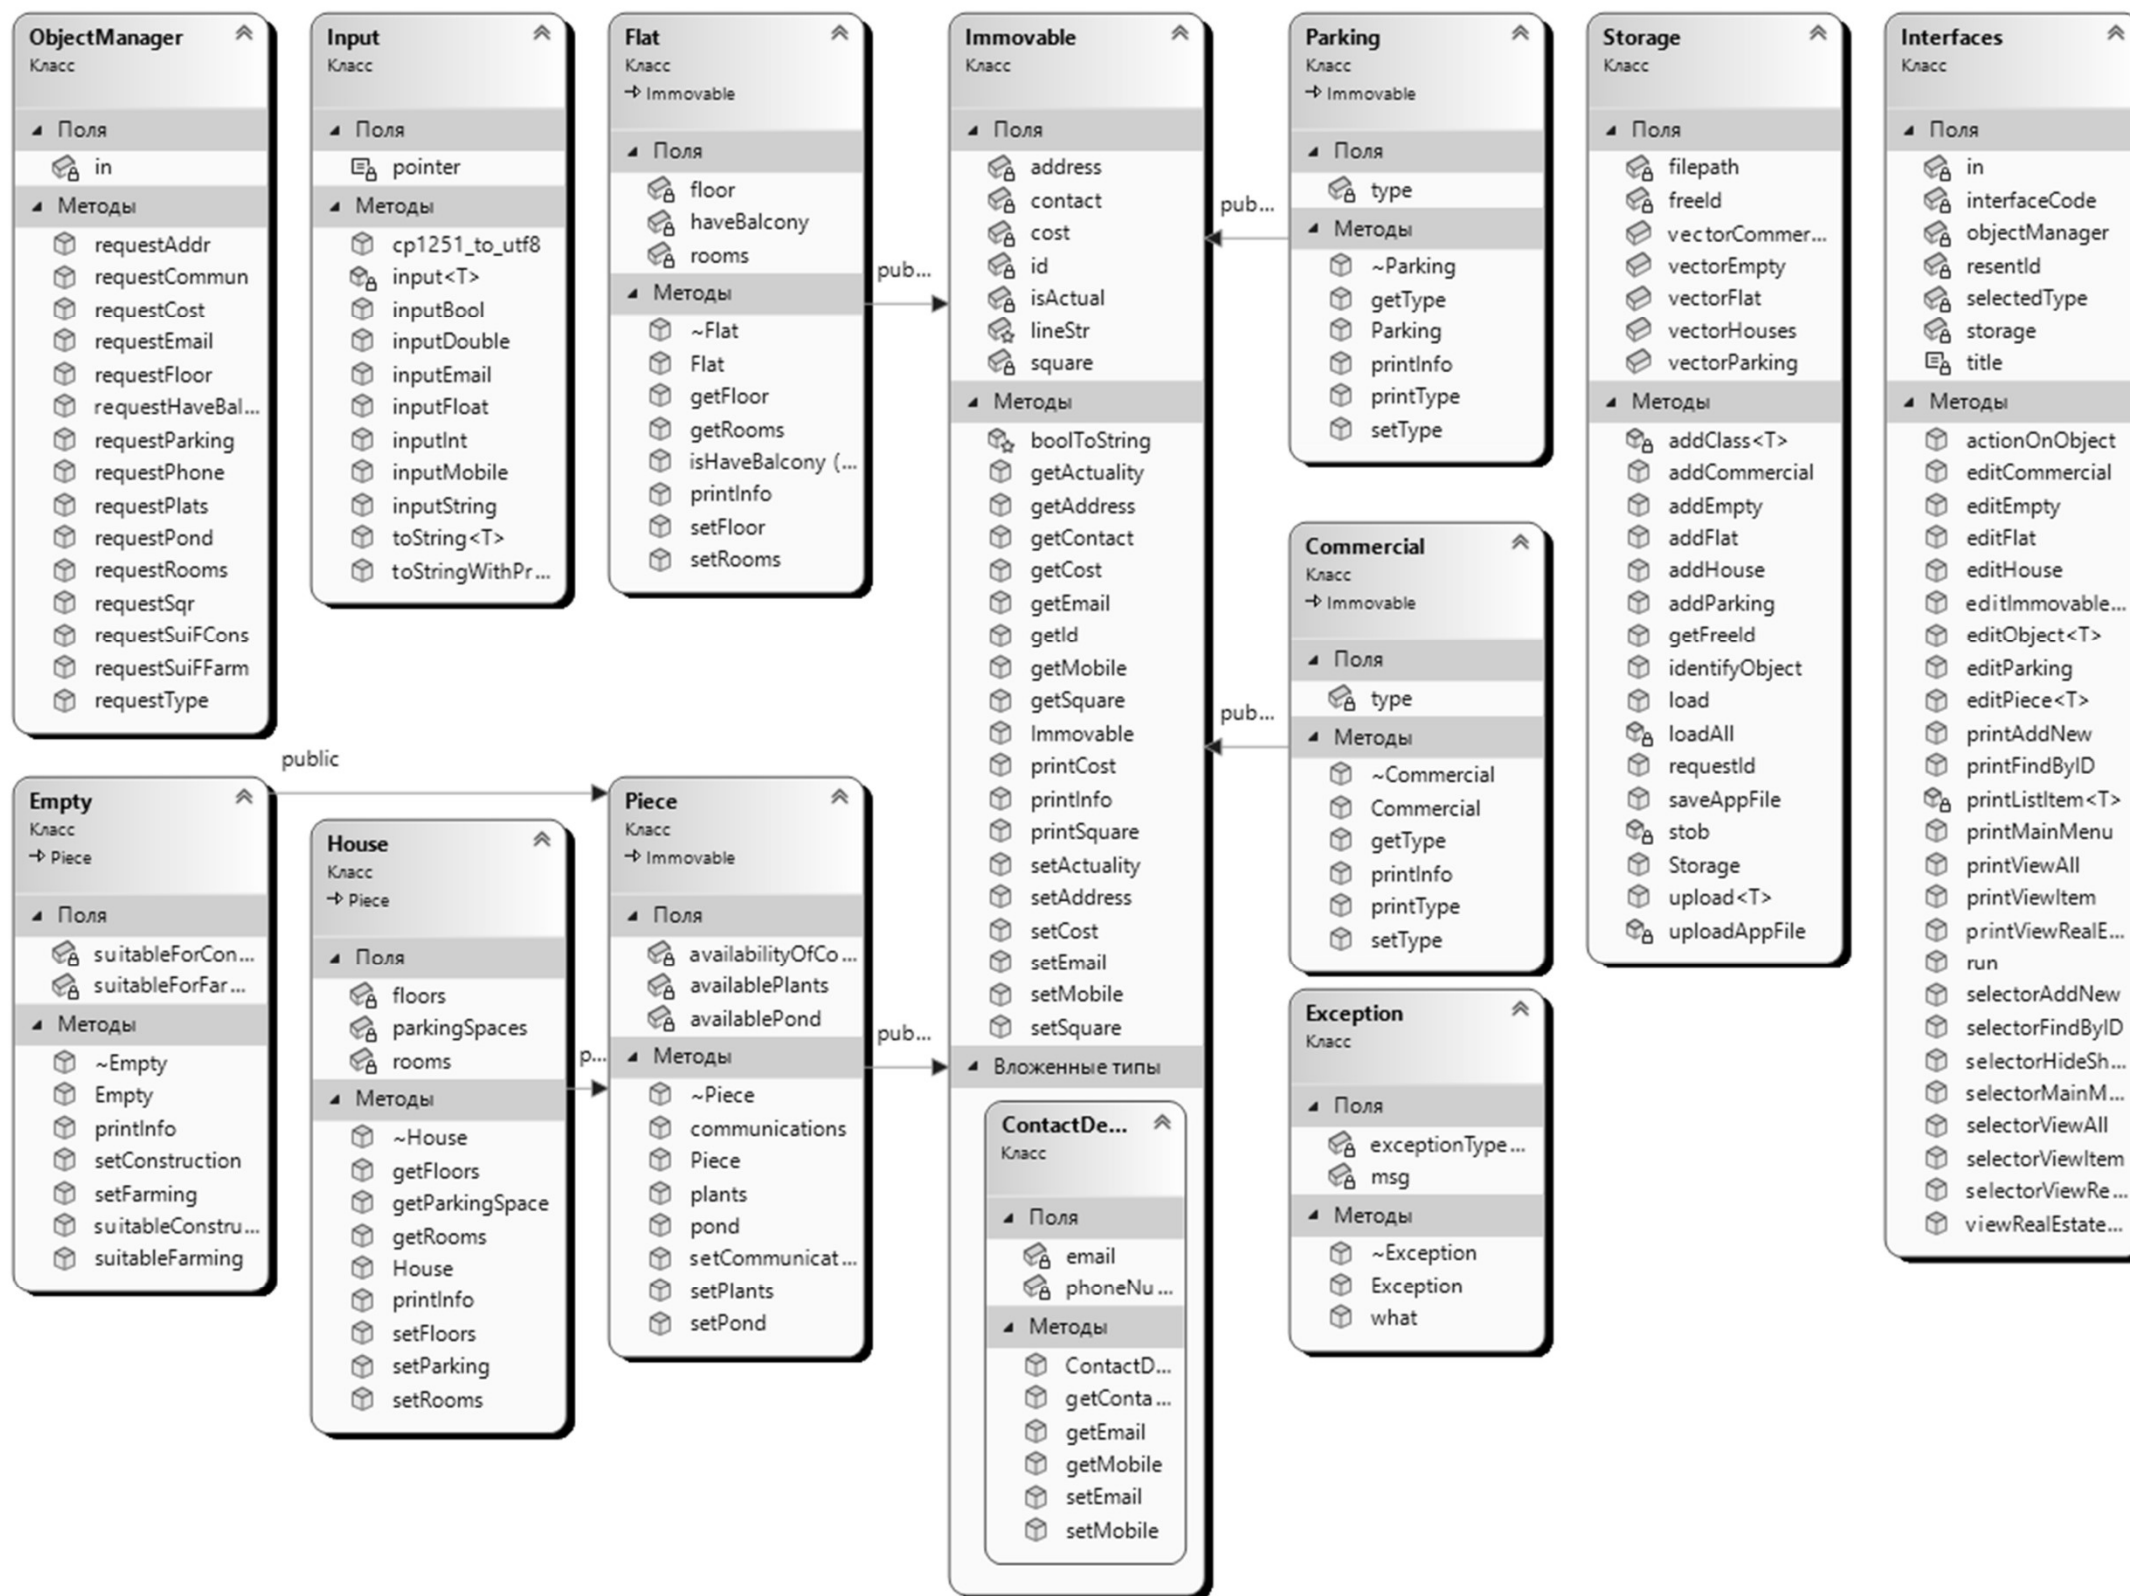 ObjectManager
Класс
Поля
in
Методы
requestAddr
requestCommun
requestCost
requestEmail
requestFloor
requestHaveBal...
requestParking
requestPhone
requestPlats
requestPond
requestRooms
requestSqr
requestSuiFCons
requestSuiFFarm
requestType
Input
Класс
Поля
pointer
Методы
cp1251_to_utf8
input<T>
inputBool
inputDouble
inputEmail
inputFloat
inputInt
inputMobile
inputString
toString<T>
toStringWithPr...
Flat
Класс
Immovable
Поля
floor
haveBalcony
rooms
Методы
~Flat
Flat
getFloor
getRooms
isHaveBalcony (...
printInfo
setFloor
setRooms
pub...
Immovable
Класс
Поля
address
contact
cost
id
isActual
lineStr
square
Методы
boolToString
getActuality
getAddress
getContact
getCost
getEmail
getId
getMobile
getSquare
Immovable
printCost
printInfo
printSquare
setActuality
setAddress
setCost
setEmail
setMobile
setSquare
Вложенные типы
ContactDe...
Класс
Поля
email
phoneNu...
Методы
ContactD...
getConta...
getEmail
getMobile
setEmail
setMobile
pub...
Parking
Класс
Immovable
Поля
type
Методы
~Parking
getType
Parking
printInfo
printType
setType
pub...
Commercial
Класс
Immovable
Поля
type
Методы
~Commercial
Commercial
getType
printInfo
printType
setType
Exception
Класс
Поля
exceptionType...
msg
Методы
~Exception
Exception
what
Storage
Класс
Поля
filepath
freeId
vectorCommer...
vectorEmpty
vectorFlat
vectorHouses
vectorParking
Методы
addClass<T>
addCommercial
addEmpty
addFlat
addHouse
addParking
getFreeId
identifyObject
load
loadAll
requestId
saveAppFile
stob
Storage
upload<T>
uploadAppFile
Interfaces
Класс
Поля
in
interfaceCode
objectManager
resentId
selectedType
storage
title
Методы
actionOnObject
editCommercial
editEmpty
editFlat
editHouse
editImmovable...
editObject<T>
editParking
editPiece<T>
printAddNew
printFindByID
printListItem<T>
printMainMenu
printViewAll
printViewItem
printViewRealE...
run
selectorAddNew
selectorFindByID
selectorHideSh...
selectorMainM...
selectorViewAll
selectorViewItem
selectorViewRe...
viewRealEstate...
public
Empty
Класс
Piece
Поля
suitableForCon...
suitableForFar...
Методы
~Empty
Empty
printInfo
setConstruction
setFarming
suitableConstru...
suitableFarming
House
Класс
Piece
Поля
floors
parkingSpaces
rooms
Методы
~House
getFloors
getParkingSpace
getRooms
House
printInfo
setFloors
setParking
setRooms
p...
Piece
Класс
Immovable
Поля
availabilityOfCo...
availablePlants
availablePond
Методы
~Piece
communications
Piece
plants
pond
setCommunicat...
setPlants
setPond
pub...